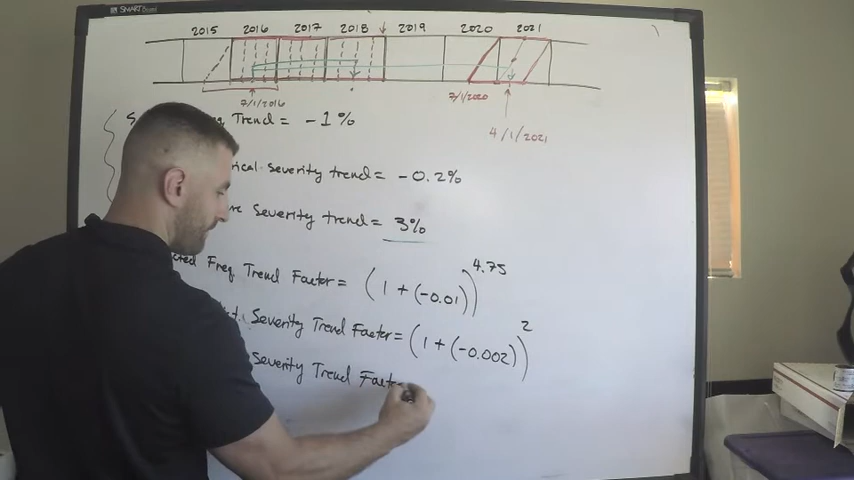 SMART Board
2015 2016 2017 2018 2019 2020 2021
7/1/2016 7/1/2020
4/1/2021
Trend = -1%
severity trend = -0.2%
Severity trend = 3%
Freq Trend Factor = (1 + (-0.01))^4.75
Severity Trend Factor = (1 + (-0.002))^2
Severity Trend